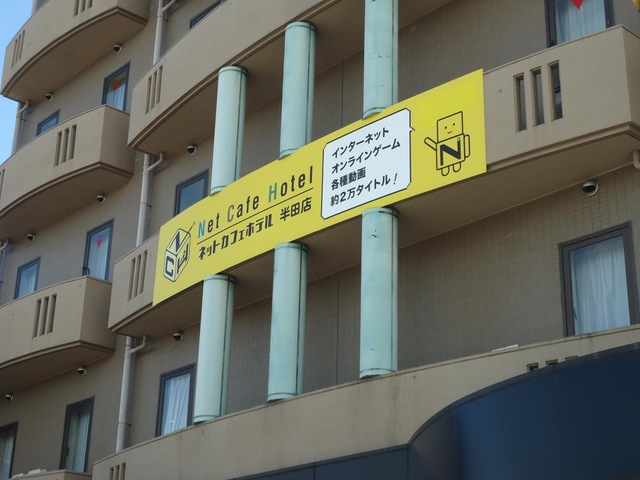 Net Cafe Hotel
ネットカフェホテル 半田店
インターネット
オンラインゲーム
各種動画
約2万タイトル!
N